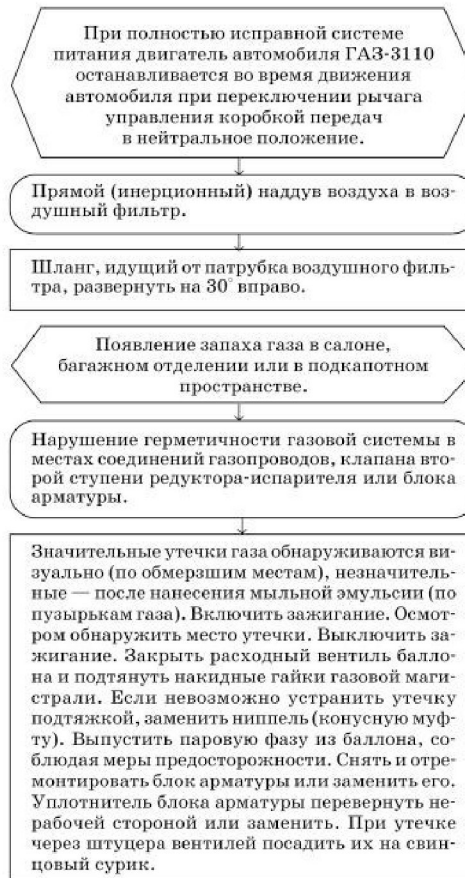 При полностью исправной системе
питания двигатель автомобиля ГАЗ-3110
останавливается во время движения
автомобиля при переключении рычага
управления коробкой передач
в нейтральное положение.
Прямой (инерционный) наддув воздуха в воз-
душный фильтр.
Шланг, идущий от патрубка воздушного филь-
тра, развернуть на 30° вправо.
Появление запаха газа в салоне,
багажном отделении или в подкапотном
пространстве.
Нарушение герметичности газовой системы в
местах соединений газопроводов, клапана вто-
рой ступени редуктора-испарителя или блока
арматуры.
Значительные утечки газа обнаруживаются ви-
зуально (по обмерзшим местам), незначитель-
ные — после нанесения мыльной эмульсии (по
пузырькам газа). Включить зажигание. Осмот-
ром обнаружить место утечки. Выключить за-
жигание. Закрыть расходный вентиль балло-
на и подтянуть накидные гайки газовой маги-
страли. Если невозможно устранить утечку
подтяжкой, заменить ниппель (конусную муф-
ту). Выпустить паровую фазу из баллона, со-
блюдая меры предосторожности. Снять и отре-
монтировать блок арматуры или заменить его.
Уплотнитель блока арматуры перевернуть не-
рабочей стороной или заменить. При утечке
через штуцера вентилей посадить их на свин-
цовый сурик.